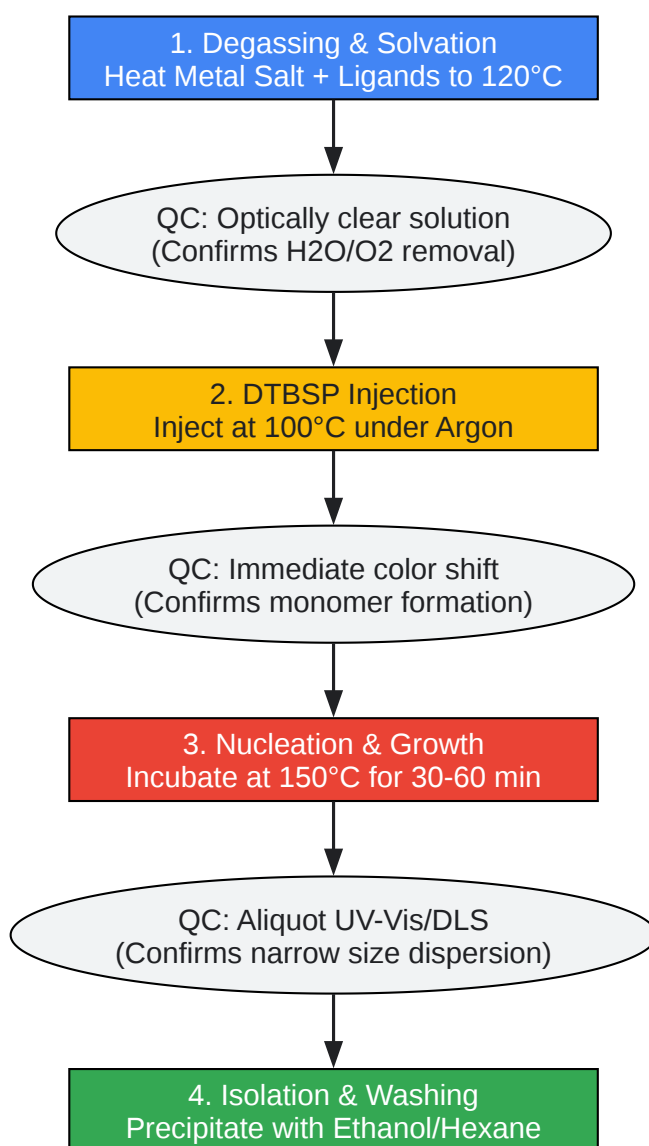 1. Degassing & Solvation
Heat Metal Salt + Ligands to 120°C
QC: Optically clear solution
(Confirms H2O/O2 removal)
2. DTBSP Injection
Inject at 100°C under Argon
QC: Immediate color shift
(Confirms monomer formation)
3. Nucleation & Growth
Incubate at 150°C for 30-60 min
QC: Aliquot UV-Vis/DLS
(Confirms narrow size dispersion)
4. Isolation & Washing
Precipitate with Ethanol/Hexane